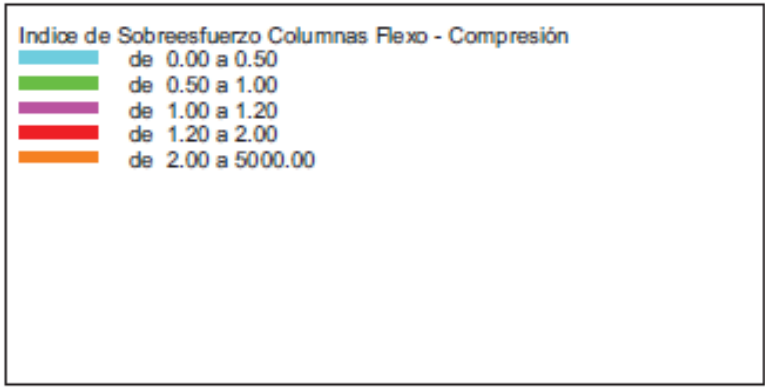 Indice de Sobreesfuerzo Columnas Flexo - Compresión
de 0.00 a 0.50
de 0.50 a 1.00
de 1.00 a 1.20
de 1.20 a 2.00
de 2.00 a 5000.00